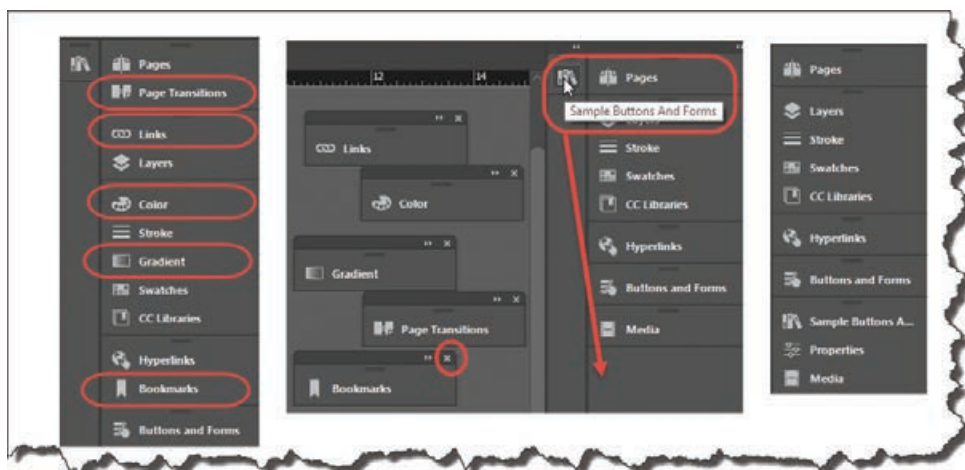 Pages
Page Transitions
Links
Layers
Color
Stroke
Gradient
Swatches
CC Libraries
Hyperlinks
Bookmarks
Buttons and Forms
12
14
Links
Color
Gradient
Page Transitions
Bookmarks
Pages
Sample Buttons And Forms
Layers
Stroke
Swatches
CC Libraries
Hyperlinks
Buttons and Forms
Media
Pages
Layers
Stroke
Swatches
CC Libraries
Hyperlinks
Buttons and Forms
Sample Buttons A...
Properties
Media